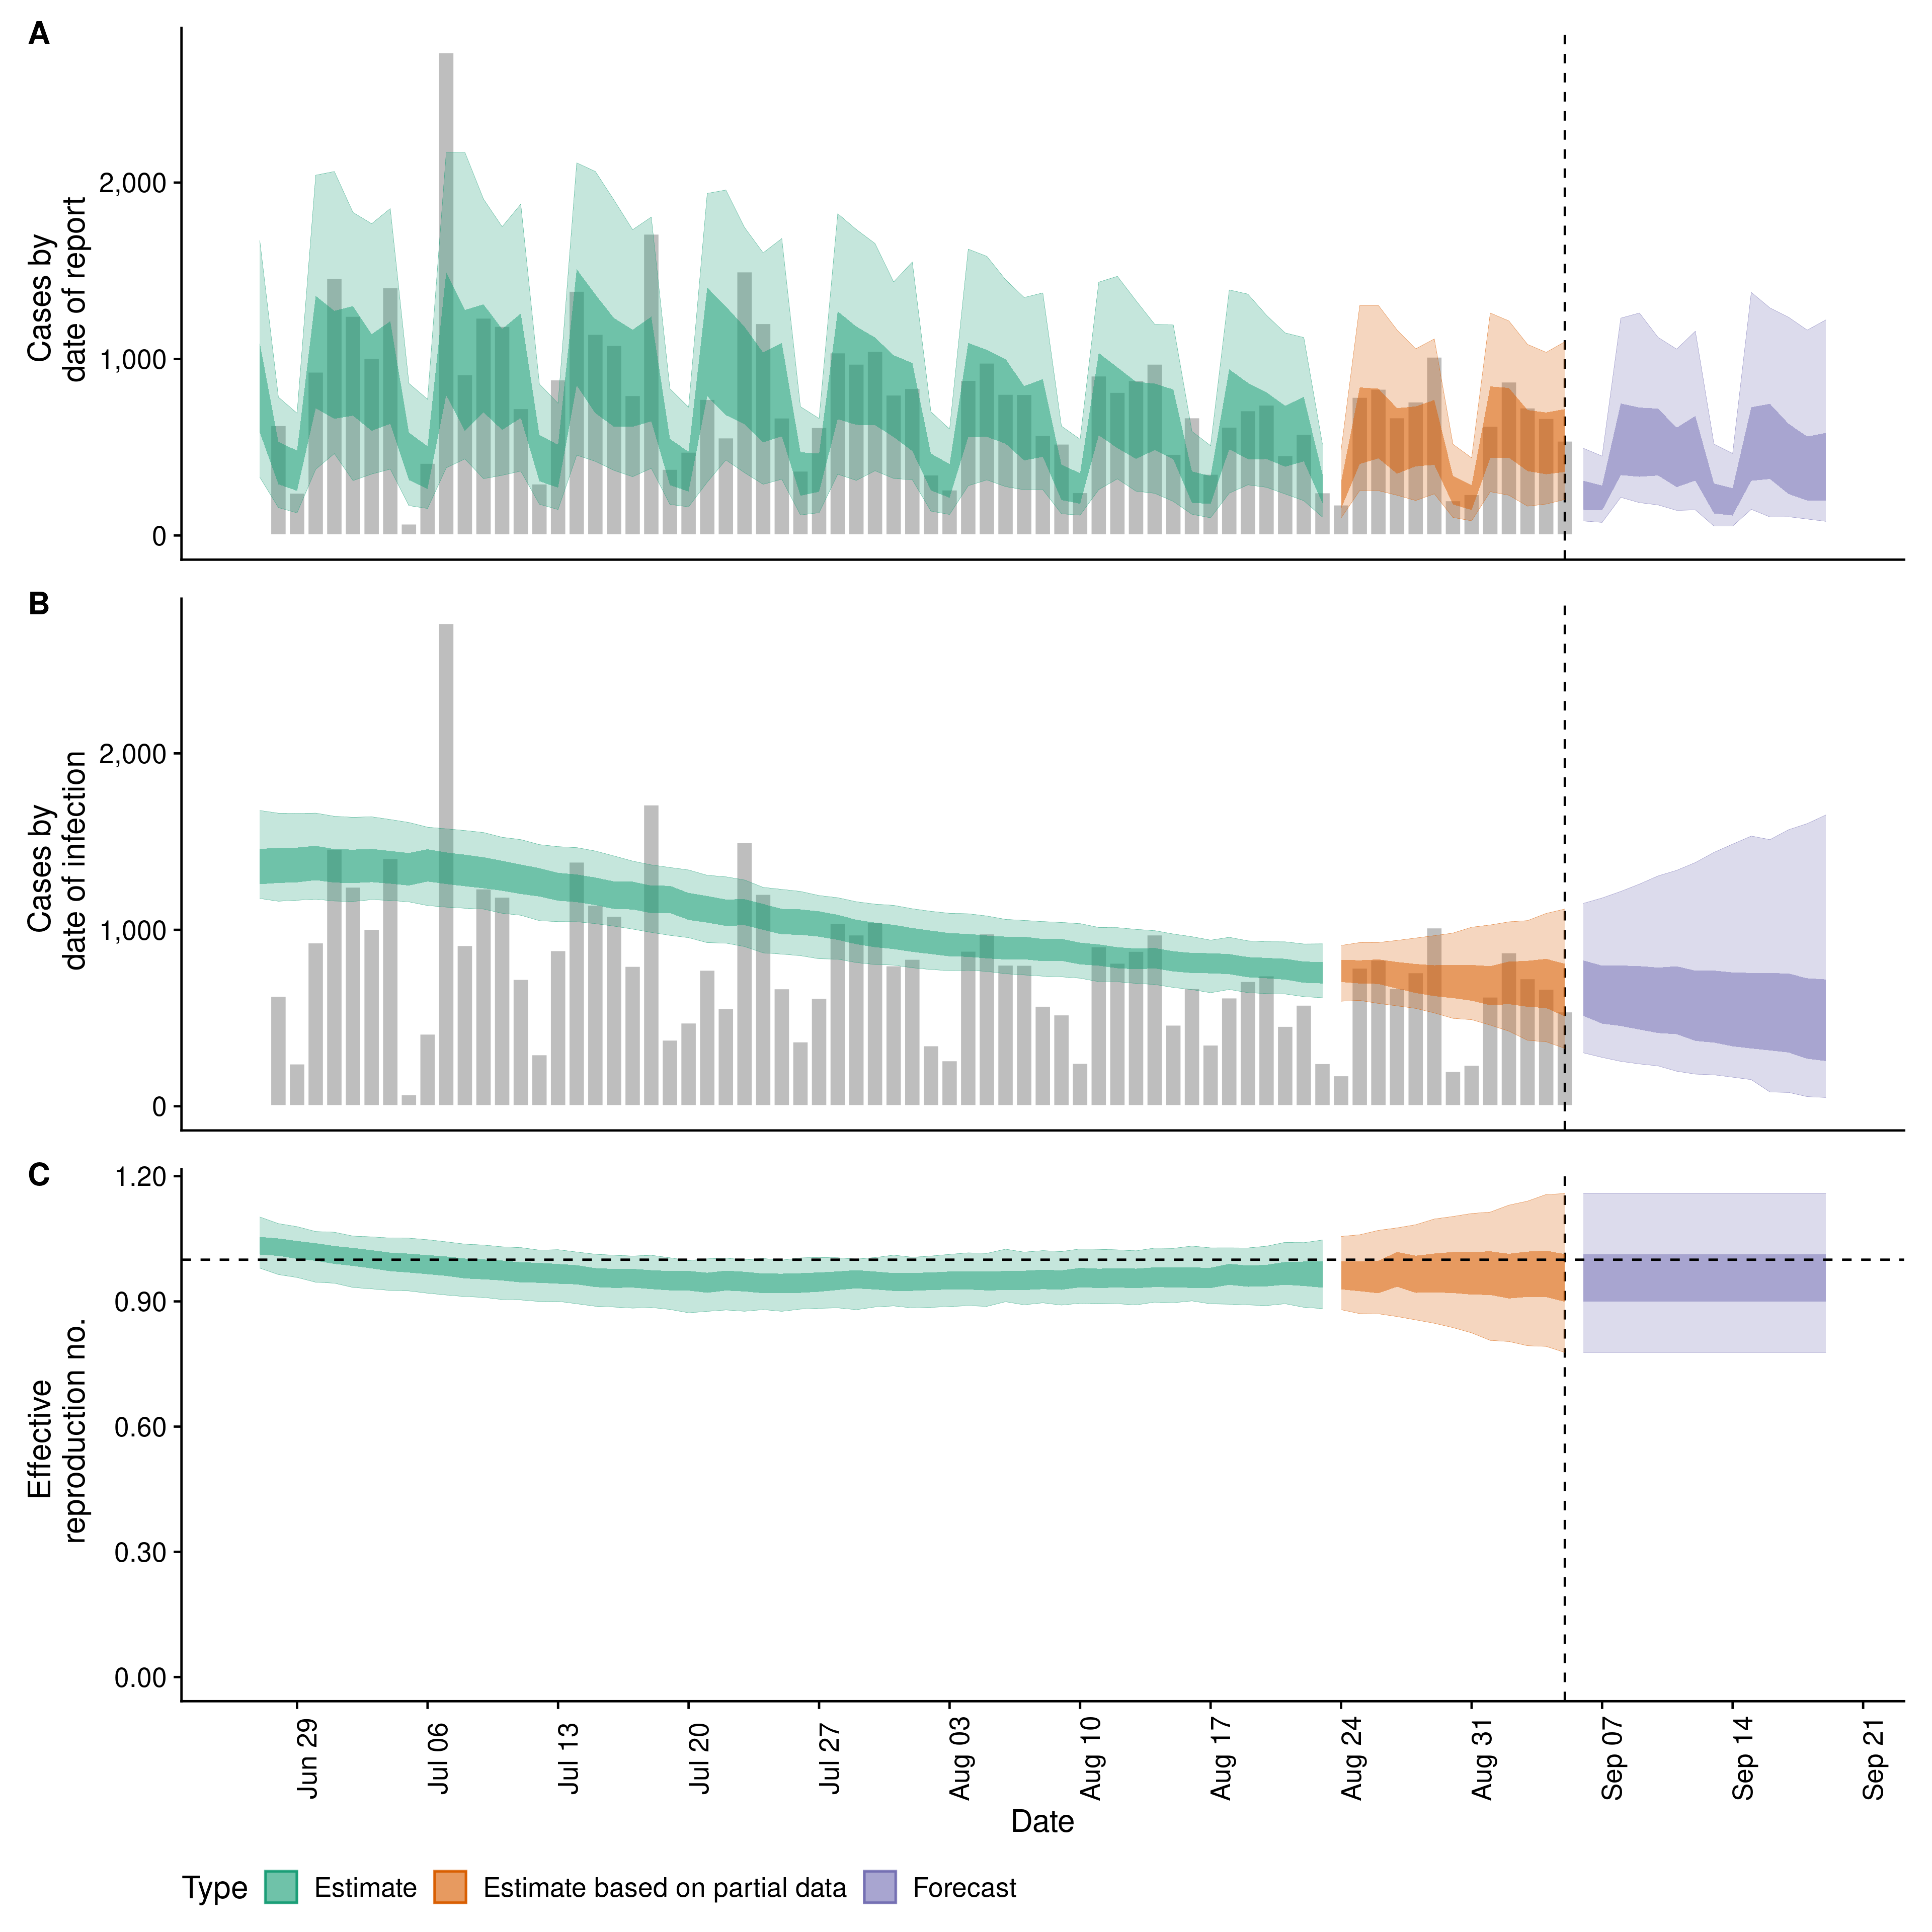 A
Cases by
date of report
2,000
1,000
0
B
Cases by
date of infection
2,000
1,000
0
C
Effective
reproduction no.
1.20
0.90
0.60
0.30
0.00
Jun 29
Jul 06
Jul 13
Jul 20
Jul 27
Aug 03
Aug 10
Aug 17
Aug 24
Aug 31
Sep 07
Sep 14
Sep 21
Date
Type Estimate Estimate based on partial data Forecast